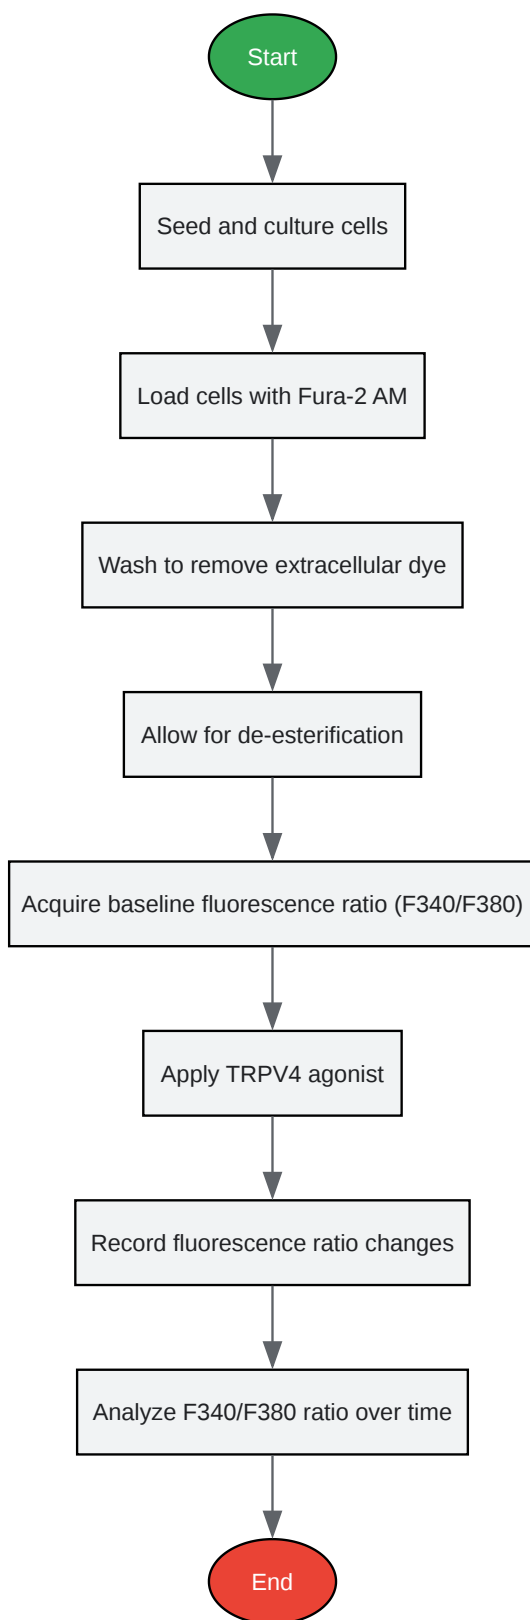 Start
Seed and culture cells
Load cells with Fura-2 AM
Wash to remove extracellular dye
Allow for de-esterification
Acquire baseline fluorescence ratio (F340/F380)
Apply TRPV4 agonist
Record fluorescence ratio changes
Analyze F340/F380 ratio over time
End